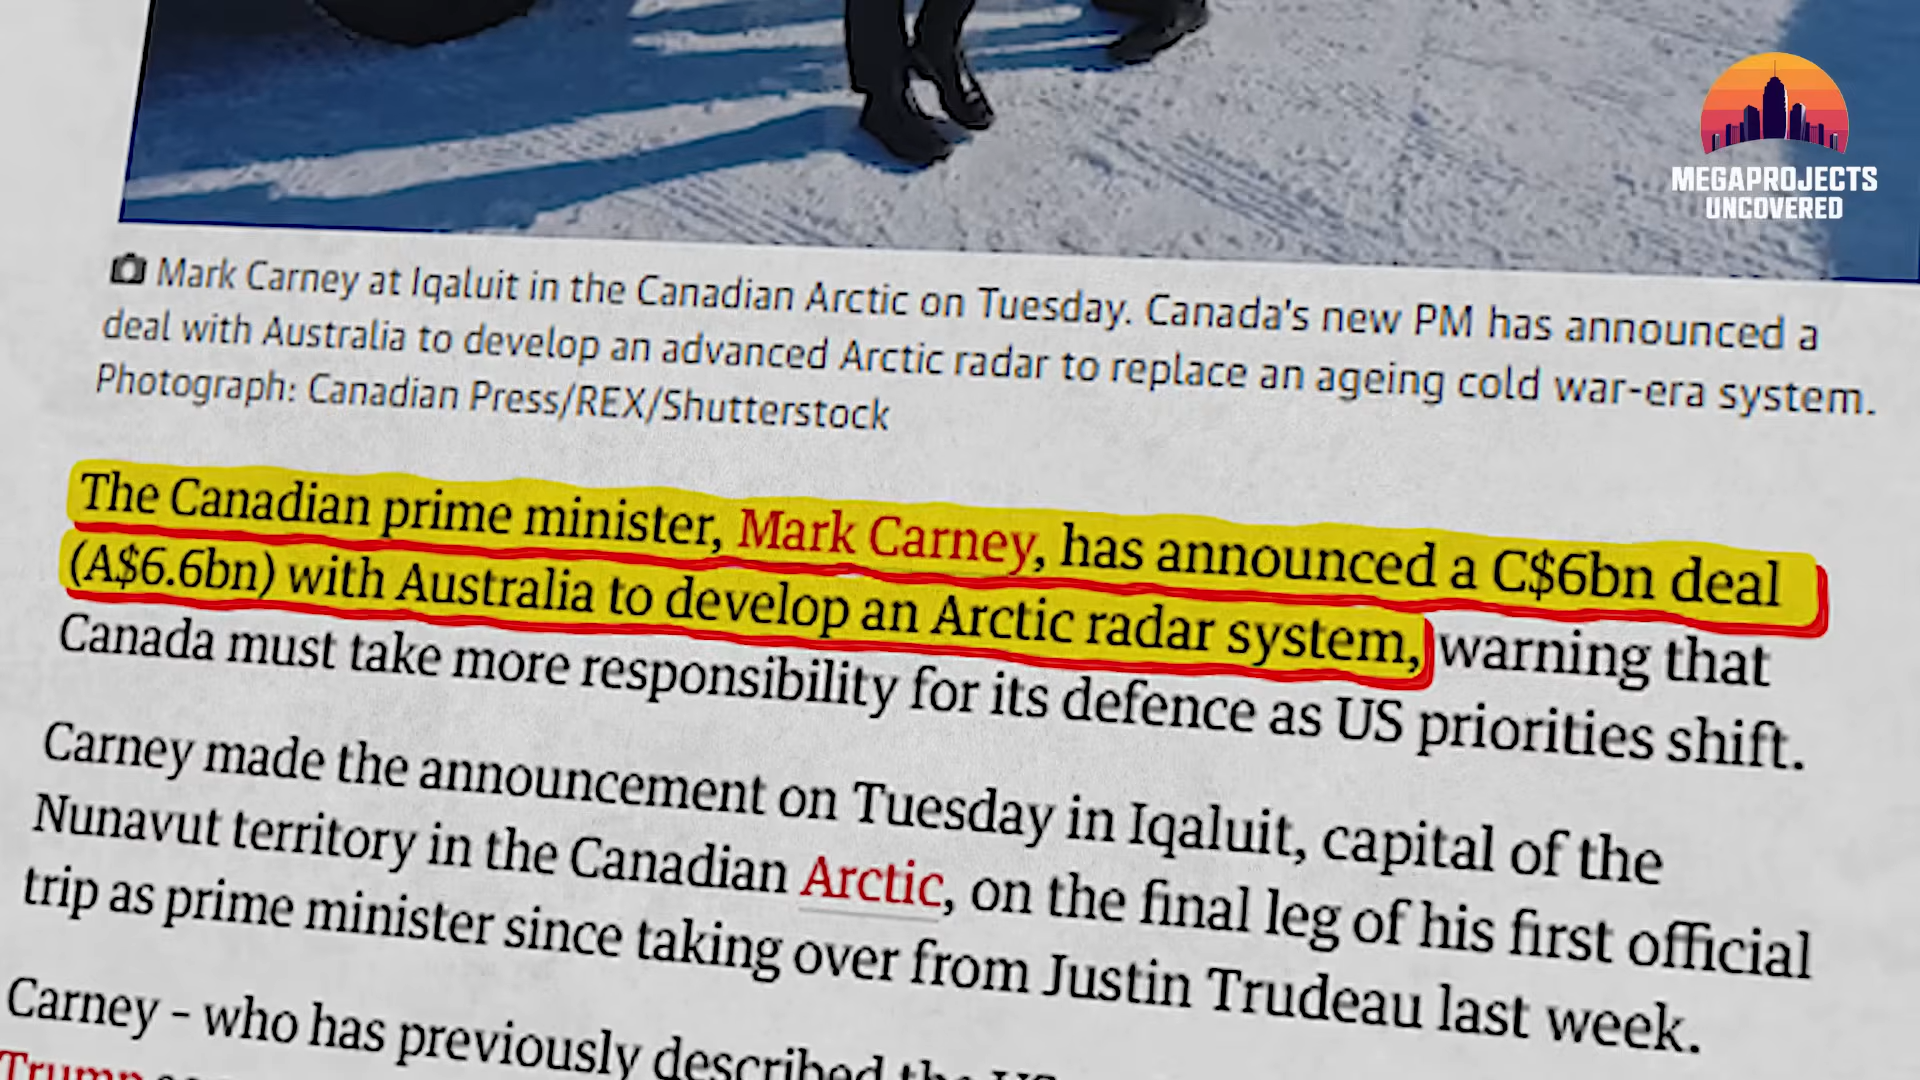 MEGAPROJECTS
UNCOVERED
Mark Carney at Iqaluit in the Canadian Arctic on Tuesday. Canada's new PM has announced a
deal with Australia to develop an advanced Arctic radar to replace an ageing cold war-era system.
Photograph: Canadian Press/REX/Shutterstock
The Canadian prime minister, Mark Carney, has announced a C$6bn deal
(A$6.6bn) with Australia to develop an Arctic radar system, warning that
Canada must take more responsibility for its defence as US priorities shift.
Carney made the announcement on Tuesday in Iqaluit, capital of the
Nunavut territory in the Canadian Arctic, on the final leg of his first official
trip as prime minister since taking over from Justin Trudeau last week.
Carney – who has previously described the US
Trump